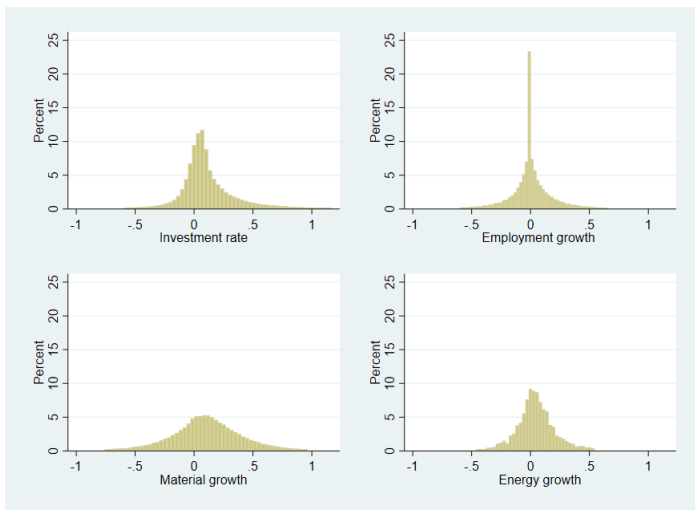 25
20
15
10
5
0
Percent
-1 -.5 0 .5 1
Investment rate
25
20
15
10
5
0
Percent
-1 -.5 0 .5 1
Employment growth
25
20
15
10
5
0
Percent
-1 -.5 0 .5 1
Material growth
25
20
15
10
5
0
Percent
-1 -.5 0 .5 1
Energy growth